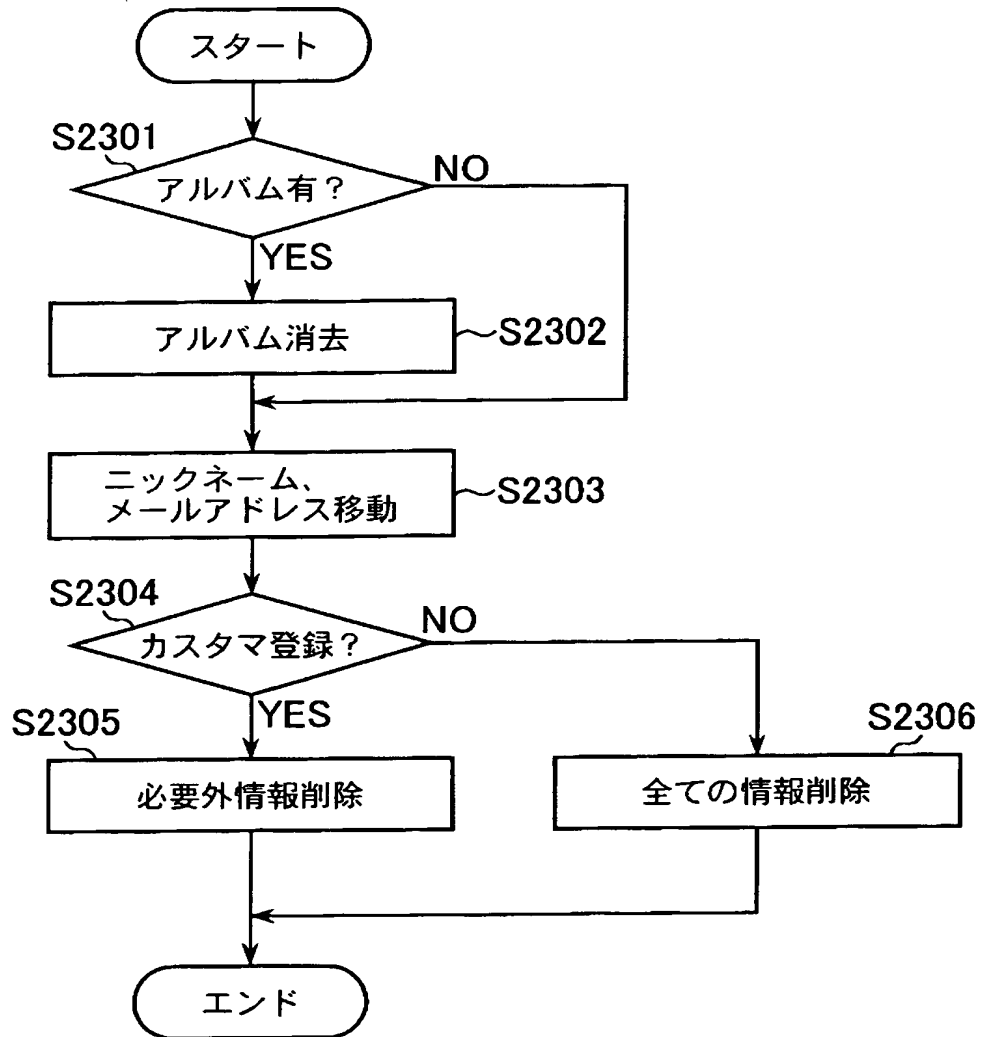 スタート
S2301
アルバム有？
NO
YES
アルバム消去
S2302
ニックネーム、
メールアドレス移動
S2303
S2304
カスタマ登録？
NO
YES
S2305
必要外情報削除
S2306
全ての情報削除
エンド